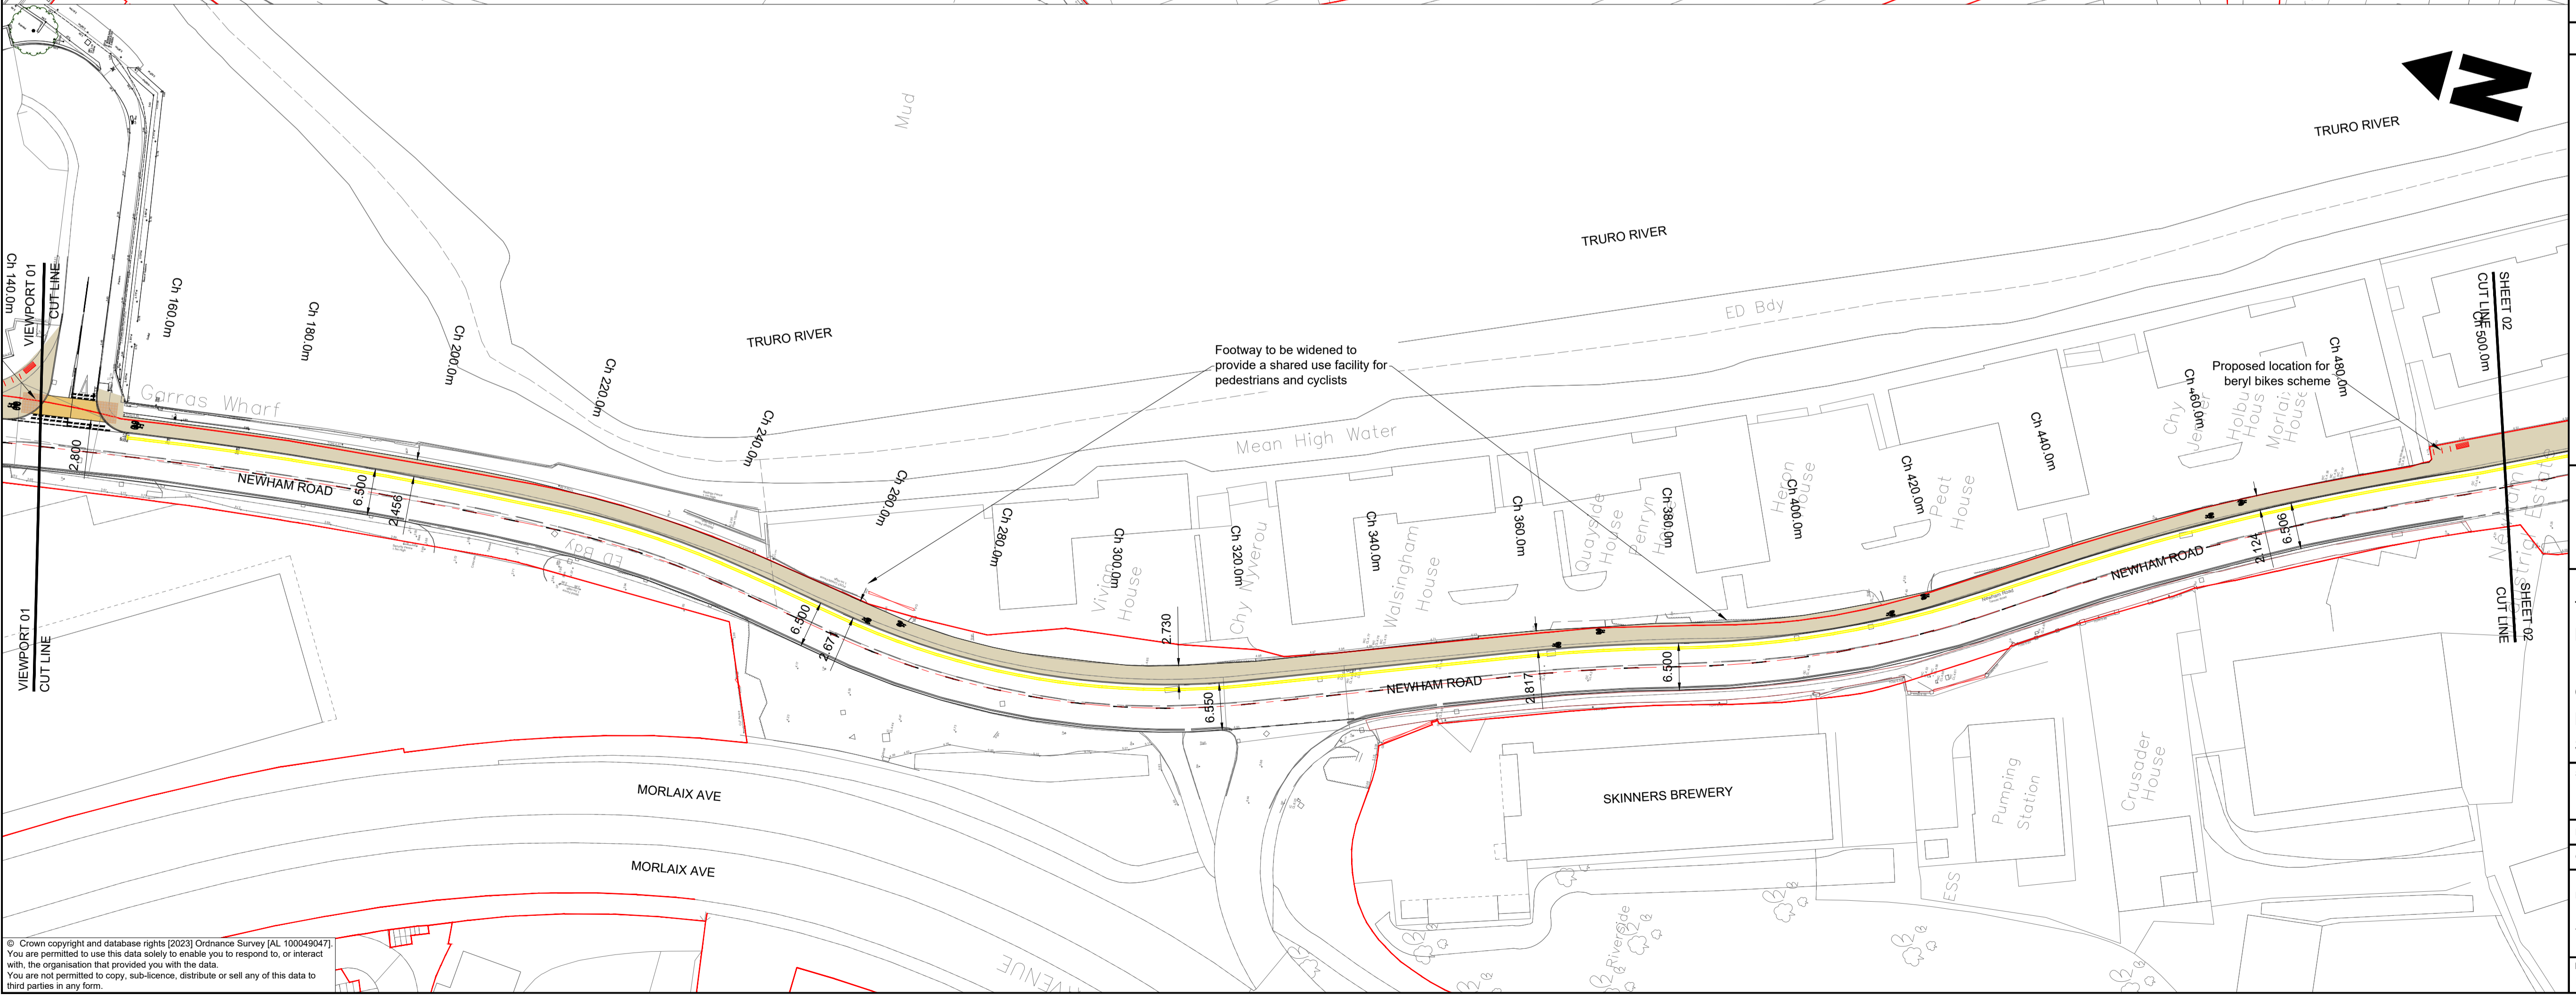 N
Mud
TRURO RIVER
TRURO RIVER
TRURO RIVER
ED Bdy
Mean High Water
Garras Wharf
Ch 140.0m
VIEWPORT 01
CUT LINE
Ch 160.0m
Ch 180.0m
Ch 200.0m
Ch 220.0m
Ch 240.0m
Ch 260.0m
Ch 280.0m
Ch 300.0m
Ch 320.0m
Ch 340.0m
Ch 360.0m
Ch 380.0m
Ch 400.0m
Ch 420.0m
Ch 440.0m
Ch 460.0m
Ch 480.0m
Ch 500.0m
SHEET 02
CUT LINE
Footway to be widened to
provide a shared use facility for
pedestrians and cyclists
Proposed location for
beryl bikes scheme
Vivian
House
Chy Nyverow
Walsingham
House
Quayside
House
Penryn
Heron
House
Peat
House
Chy
Morlaix
House
2.800
NEWHAM ROAD
6.500
2.456
ED Bdy
6.500
2.671
2.730
6.550
NEWHAM ROAD
2.817
6.500
NEWHAM ROAD
2.124
6.506
VIEWPORT 01
CUT LINE
SHEET 02
CUT LINE
MORLAIX AVE
MORLAIX AVE
SKINNERS BREWERY
Pumping
Station
Crusader
House
ESS
Riverside
© Crown copyright and database rights [2023] Ordnance Survey [AL 100049047].
You are permitted to use this data solely to enable you to respond to, or interact
with, the organisation that provided you with the data.
You are not permitted to copy, sub-licence, distribute or sell any of this data to
third parties in any form.